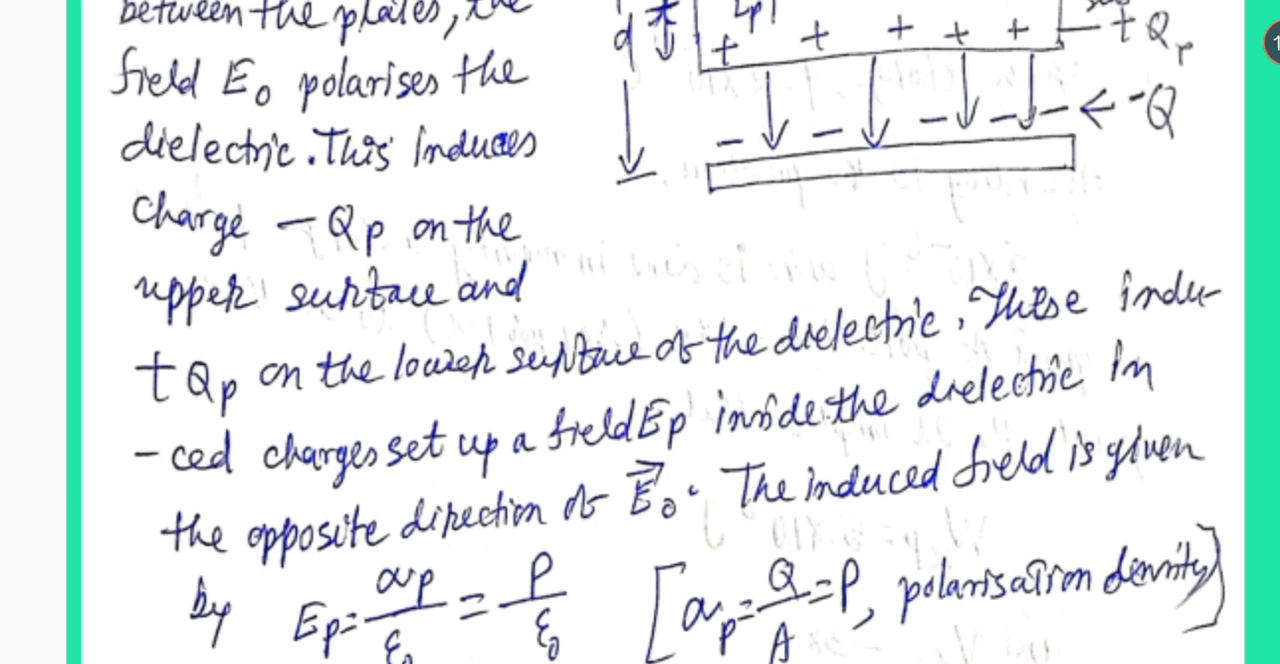 between the plates, the
field E₀ polarises the
dielectric. This induces
charge – Qp on the
upper surface and
+ Qp on the lower surface of the dielectric. These indu-
- ced charges set up a field Ep inside the dielectric in
the opposite direction of E₀. The induced field is given
by Ep = σp/ε₀ = P/ε₀ [σp = Q/A = P, polarisation density]
d
Ep
+ + + + +
+ Qp
- - - - - ← -Q